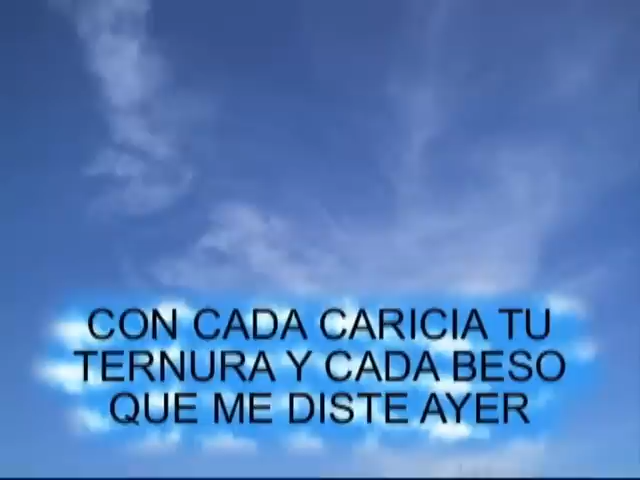 CON CADA CARICIA TU
TERNURA Y CADA BESO
QUE ME DISTE AYER